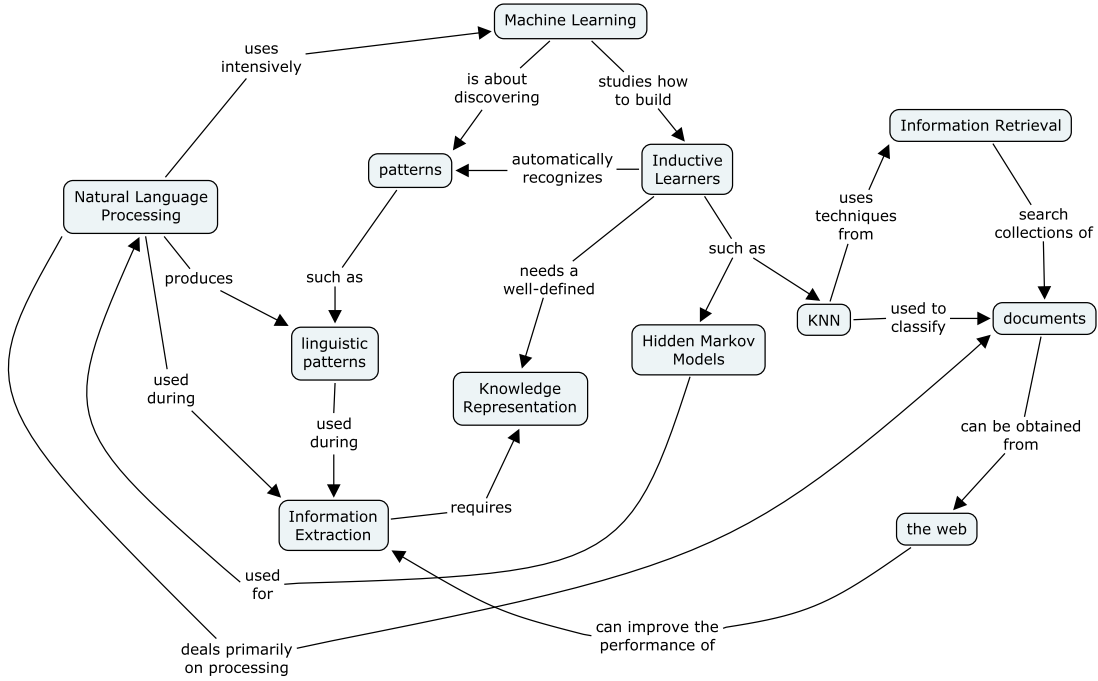 Machine Learning
uses
intensively
is about
discovering
studies how
to build
Information Retrieval
patterns
automatically
recognizes
Inductive
Learners
Natural Language
Processing
uses
techniques
from
search
collections of
such as
produces
such as
needs a
well-defined
KNN
used to
classify
documents
linguistic
patterns
Hidden Markov
Models
used
during
Knowledge
Representation
used
during
can be obtained
from
requires
Information
Extraction
the web
used
for
can improve the
performance of
deals primarily
on processing